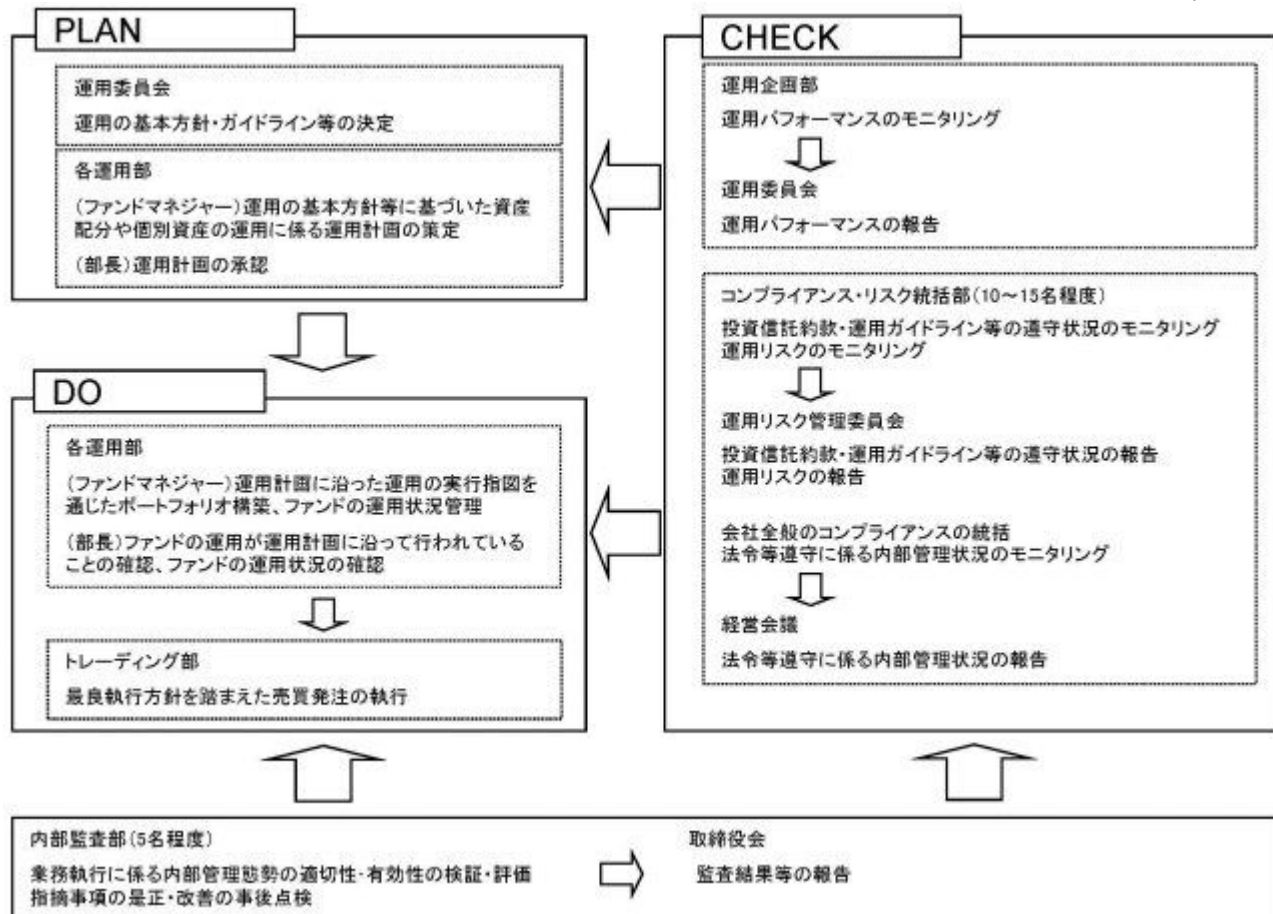 PLAN
運用委員会
運用の基本方針・ガイドライン等の決定
各運用部
(ファンドマネジャー)運用の基本方針等に基づいた資産
配分や個別資産の運用に係る運用計画の策定
(部長)運用計画の承認
DO
各運用部
(ファンドマネジャー)運用計画に沿った運用の実行指図を
通じたポートフォリオ構築、ファンドの運用状況管理
(部長)ファンドの運用が運用計画に沿って行われている
ことの確認、ファンドの運用状況の確認
トレーディング部
最良執行方針を踏まえた売買発注の執行
CHECK
運用企画部
運用パフォーマンスのモニタリング
運用委員会
運用パフォーマンスの報告
コンプライアンス・リスク統括部(10～15名程度)
投資信託約款・運用ガイドライン等の遵守状況のモニタリング
運用リスクのモニタリング
運用リスク管理委員会
投資信託約款・運用ガイドライン等の遵守状況の報告
運用リスクの報告
会社全般のコンプライアンスの統括
法令等遵守に係る内部管理状況のモニタリング
経営会議
法令等遵守に係る内部管理状況の報告
内部監査部(5名程度)
業務執行に係る内部管理態勢の適切性・有効性の検証・評価
指摘事項の是正・改善の事後点検
取締役会
監査結果等の報告